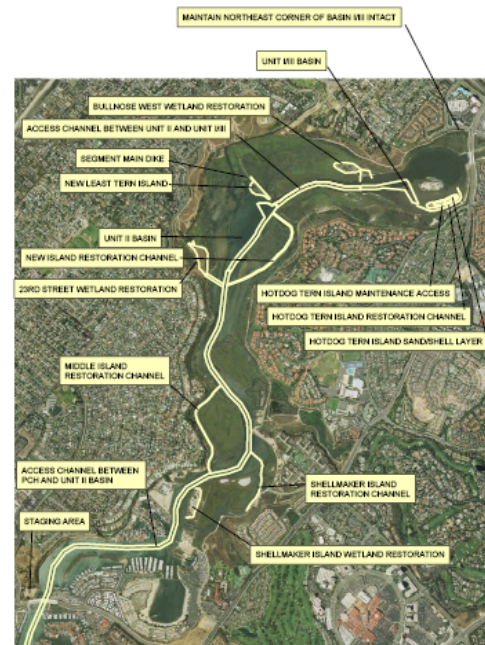 MAINTAIN NORTHEAST CORNER OF BASIN I/III INTACT
UNIT I/III BASIN
BULLNOSE WEST WETLAND RESTORATION
ACCESS CHANNEL BETWEEN UNIT II AND UNIT I/III
SEGMENT MAIN DIKE
NEW LEAST TERN ISLAND
UNIT II BASIN
NEW ISLAND RESTORATION CHANNEL
23RD STREET WETLAND RESTORATION
HOTDOG TERN ISLAND MAINTENANCE ACCESS
HOTDOG TERN ISLAND RESTORATION CHANNEL
HOTDOG TERN ISLAND SAND/SHELL LAYER
MIDDLE ISLAND
RESTORATION CHANNEL
ACCESS CHANNEL BETWEEN
PCH AND UNIT II BASIN
SHELLMAKER ISLAND
RESTORATION CHANNEL
STAGING AREA
SHELLMAKER ISLAND WETLAND RESTORATION